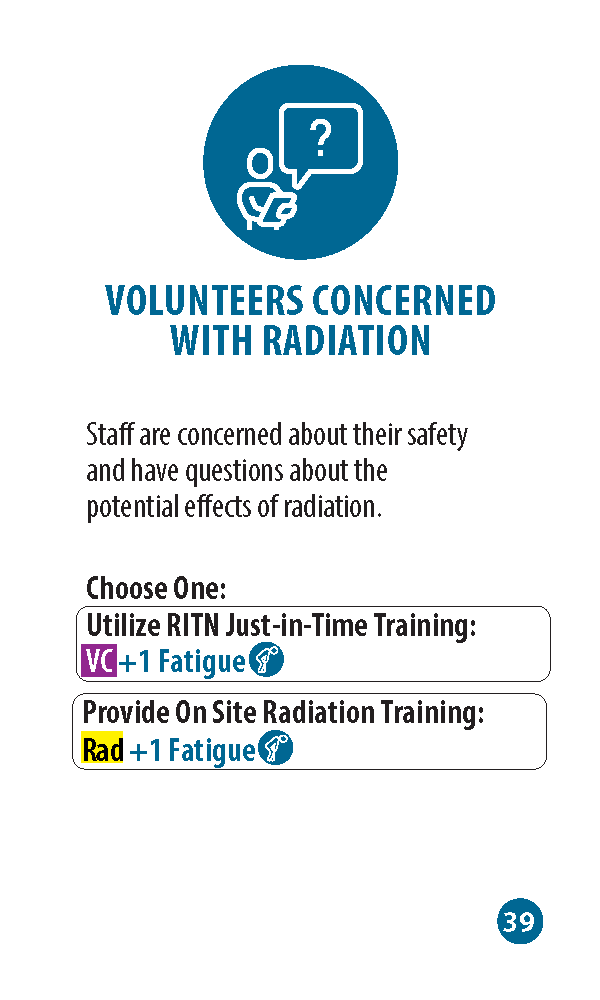 ?
VOLUNTEERS CONCERNED
WITH RADIATION
Staff are concerned about their safety
and have questions about the
potential effects of radiation.
Choose One:
Utilize RITN Just-in-Time Training:
VC +1 Fatigue
Provide On Site Radiation Training:
Rad +1 Fatigue
39